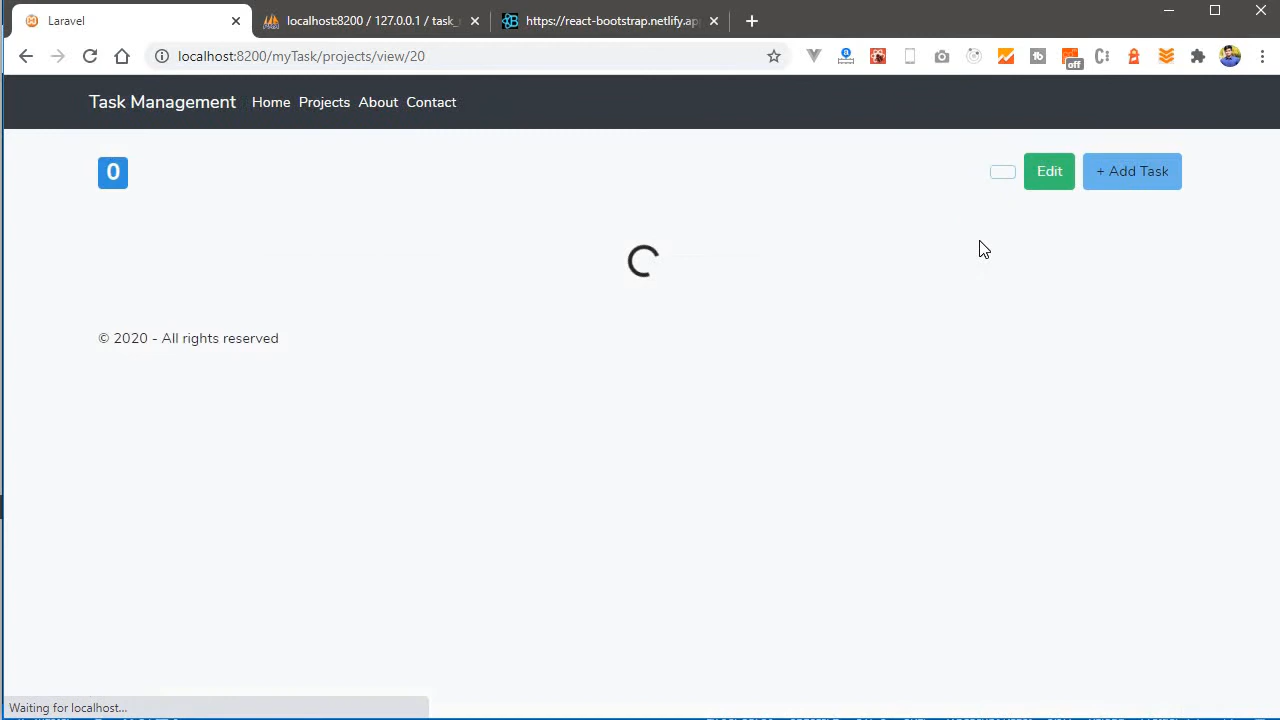 Laravel
localhost:8200 / 127.0.0.1 / task_
https://react-bootstrap.netlify.ap
localhost:8200/myTask/projects/view/20
off
Task Management Home Projects About Contact
0
Edit
+ Add Task
© 2020 - All rights reserved
Waiting for localhost...